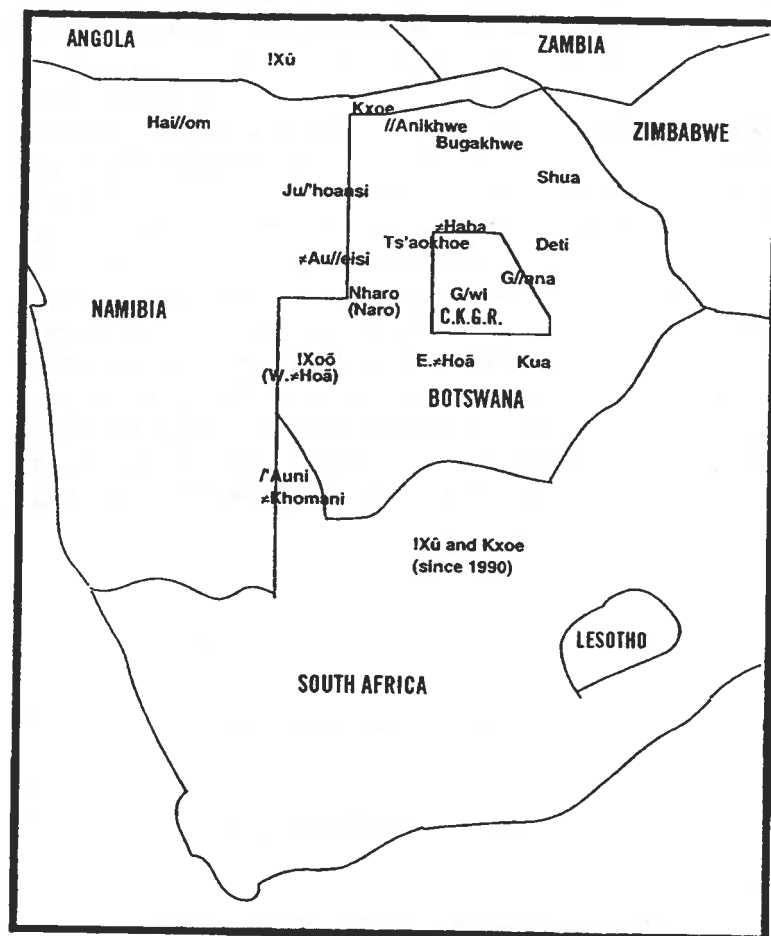 ANGOLA
!Xû
ZAMBIA
Kxoe
Hai//om
//Anikhwe
Bugakhwe
ZIMBABWE
Shua
Ju/'hoansi
≠Haba
Ts'aokhoe
Deti
≠Au//eisi
G//ana
Nharo
(Naro)
G/wi
C.K.G.R.
NAMIBIA
!Xoõ
(W.≠Hoã)
E.≠Hoã
Kua
BOTSWANA
/'Auni
≠Khomani
!Xû and Kxoe
(since 1990)
LESOTHO
SOUTH AFRICA